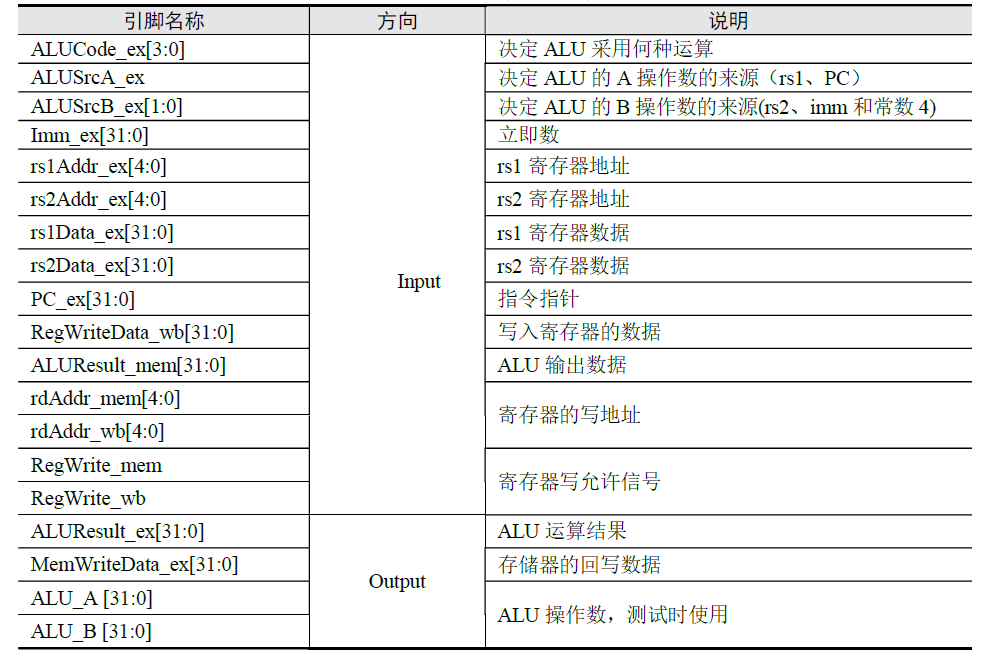 引脚名称 方向 说明
ALUCode_ex[3:0] 决定 ALU 采用何种运算
ALUSrcA_ex 决定 ALU 的 A 操作数的来源（rs1、PC）
ALUSrcB_ex[1:0] 决定 ALU 的 B 操作数的来源(rs2、imm 和常数 4)
Imm_ex[31:0] 立即数
rs1Addr_ex[4:0] rs1 寄存器地址
rs2Addr_ex[4:0] rs2 寄存器地址
rs1Data_ex[31:0] rs1 寄存器数据
rs2Data_ex[31:0] rs2 寄存器数据
Input
PC_ex[31:0] 指令指针
RegWriteData_wb[31:0] 写入寄存器的数据
ALUResult_mem[31:0] ALU 输出数据
rdAddr_mem[4:0]
寄存器的写地址
rdAddr_wb[4:0]
RegWrite_mem
寄存器写允许信号
RegWrite_wb
ALUResult_ex[31:0] ALU 运算结果
MemWriteData_ex[31:0] 存储器的回写数据
Output
ALU_A [31:0]
ALU 操作数，测试时使用
ALU_B [31:0]